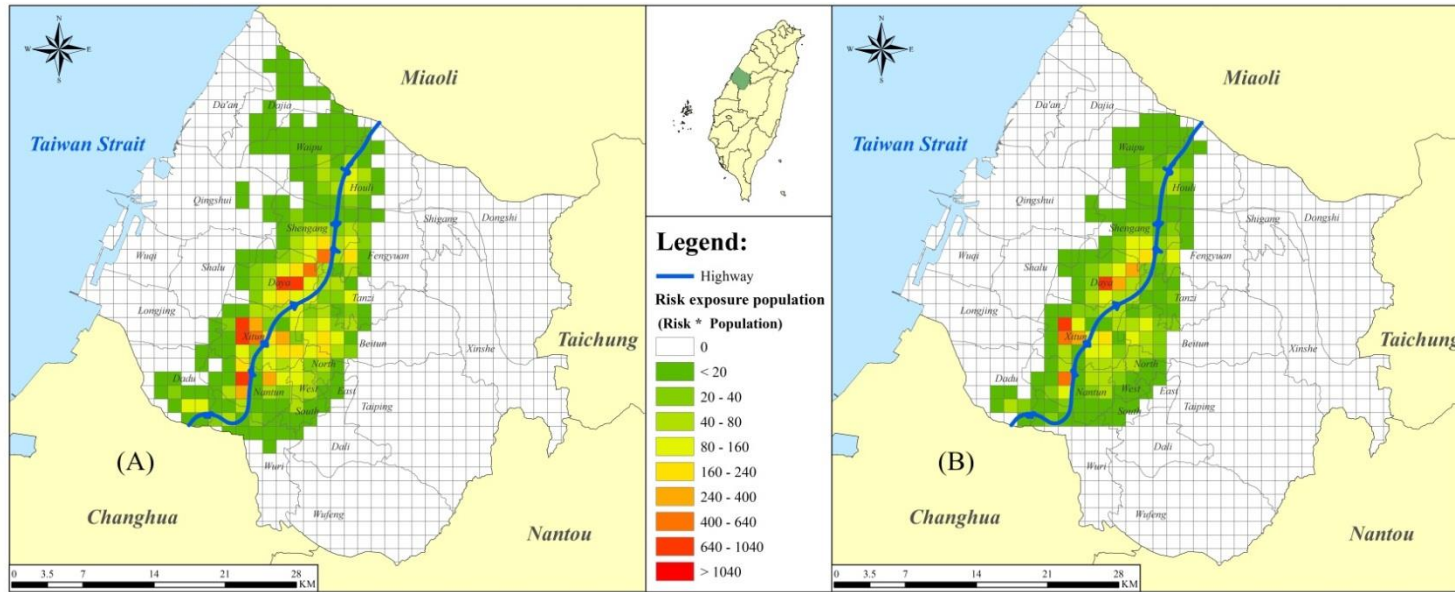 N
W
E
S
Miaoli
Da'an
Dajia
Taiwan Strait
Waipu
Houli
Qingshui
Shigang
Dongshi
Shengang
Wuqi
Shalu
Fengyuan
Daya
Tanzi
Longjing
Xitun
Beitun
Taichung
Xinshe
North
Dadu
West
East
Nantun
Taiping
South
(A)
Dali
Wuri
Changhua
Wufeng
Nantou
0 3.5 7 14 21 28
KM
Legend:
Highway
Risk exposure population
(Risk * Population)
0
< 20
20 - 40
40 - 80
80 - 160
160 - 240
240 - 400
400 - 640
640 - 1040
> 1040
N
W
E
S
Miaoli
Da'an
Dajia
Taiwan Strait
Waipu
Houli
Qingshui
Shigang
Dongshi
Shengang
Wuqi
Shalu
Fengyuan
Daya
Tanzi
Longjing
Xitun
Beitun
Taichung
Xinshe
North
Dadu
West
East
Nantun
Taiping
South
(B)
Dali
Wuri
Changhua
Wufeng
Nantou
0 3.5 7 14 21 28
KM